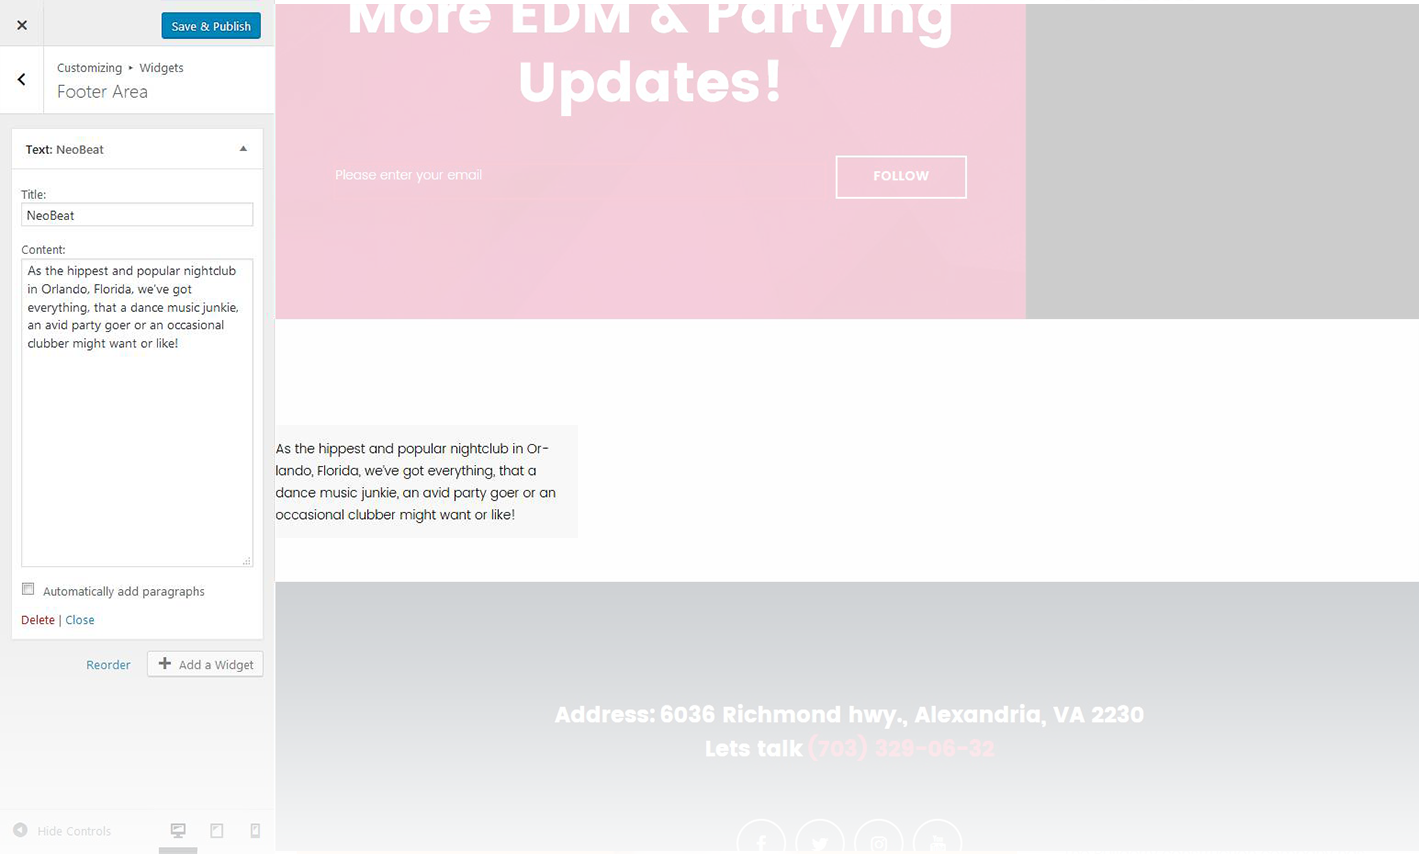 Save & Publish
Customizing ▸ Widgets
Footer Area
Text: NeoBeat
Title:
NeoBeat
Content:
As the hippest and popular nightclub
in Orlando, Florida, we've got
everything, that a dance music junkie,
an avid party goer or an occasional
clubber might want or like!
Automatically add paragraphs
Delete | Close
Reorder
Add a Widget
Hide Controls
More EDM & Partying
Updates!
Please enter your email
FOLLOW
As the hippest and popular nightclub in Or-
lando, Florida, we've got everything, that a
dance music junkie, an avid party goer or an
occasional clubber might want or like!
Address: 6036 Richmond hwy., Alexandria, VA 2230
Lets talk (703) 329-06-32